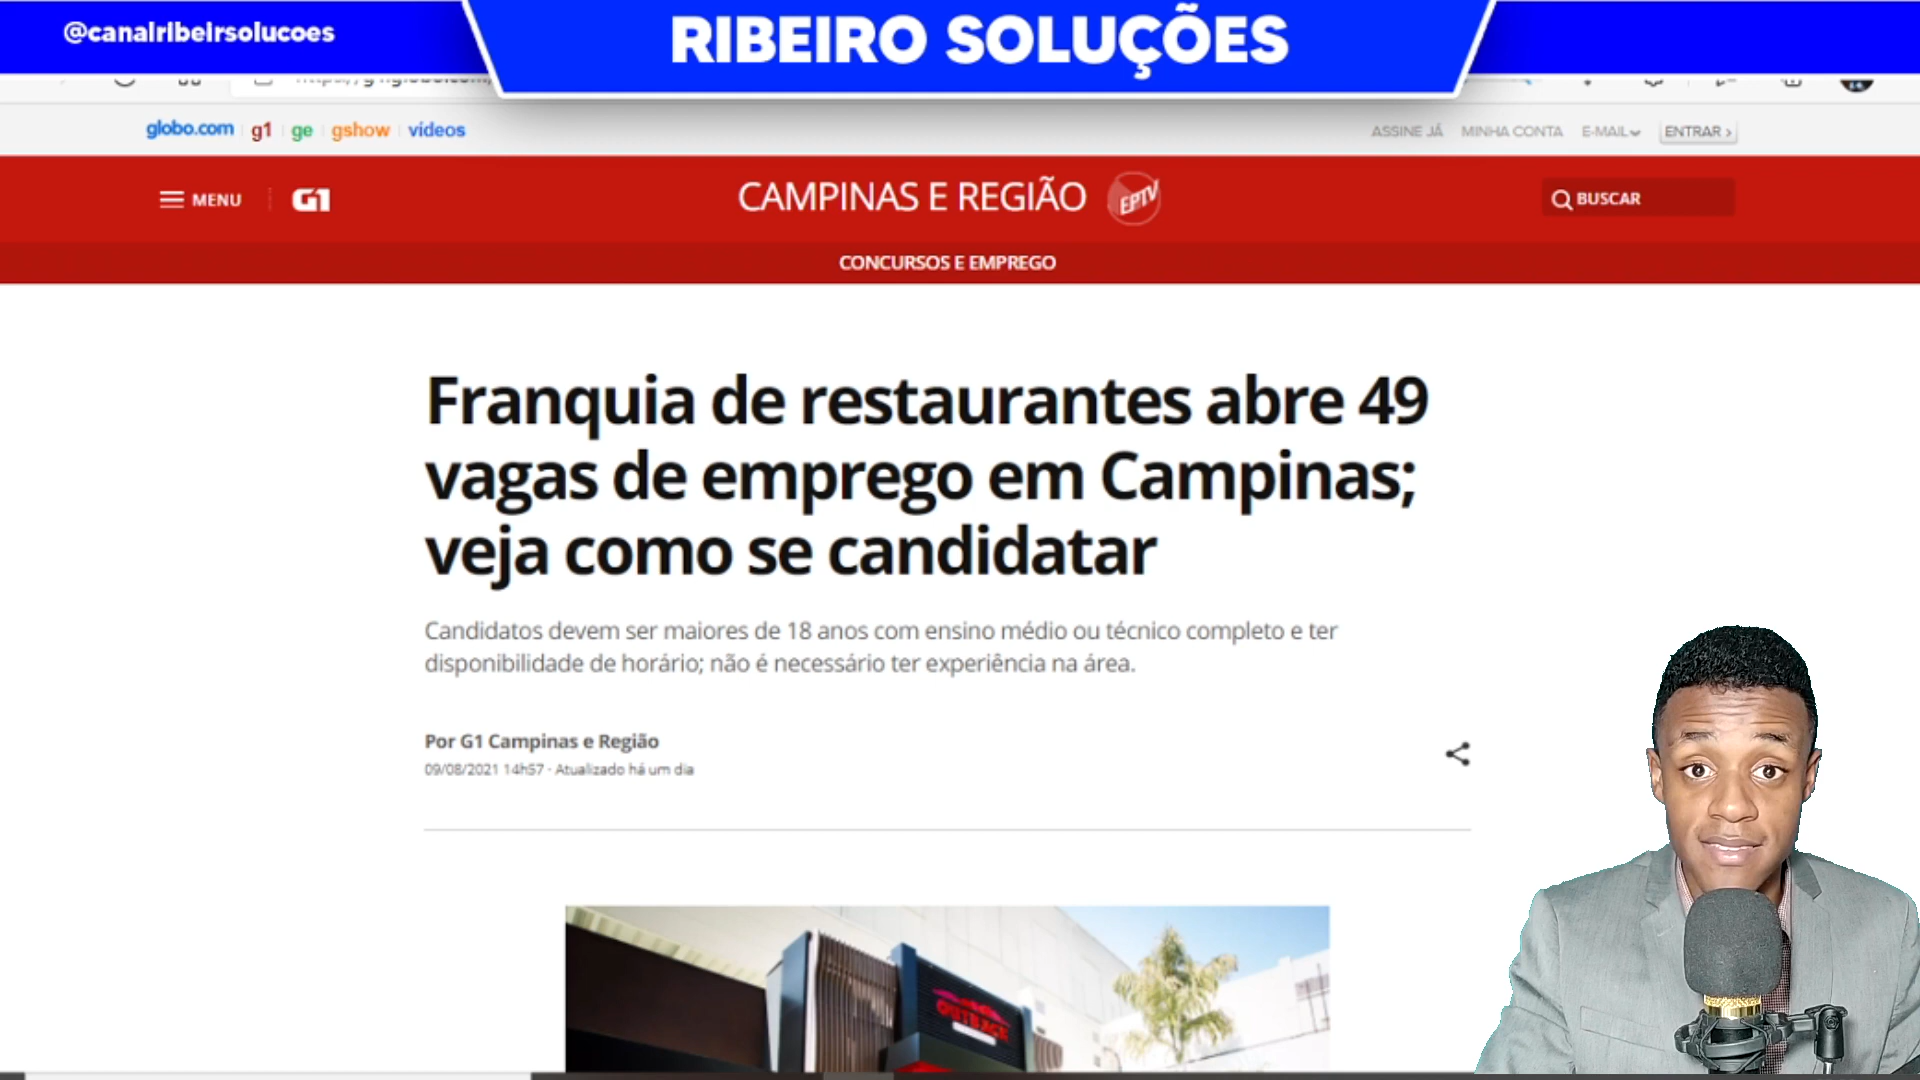 @canalribeirsolucoes
RIBEIRO SOLUÇÕES
globo.com g1 ge gshow vídeos
ASSINE JÁ MINHA CONTA E-MAIL ENTRAR ›
MENU G1
CAMPINAS E REGIÃO EPTV
BUSCAR
CONCURSOS E EMPREGO
Franquia de restaurantes abre 49
vagas de emprego em Campinas;
veja como se candidatar
Candidatos devem ser maiores de 18 anos com ensino médio ou técnico completo e ter
disponibilidade de horário; não é necessário ter experiência na área.
Por G1 Campinas e Região
09/08/2021 14h57 · Atualizado há um dia
OUTBACK